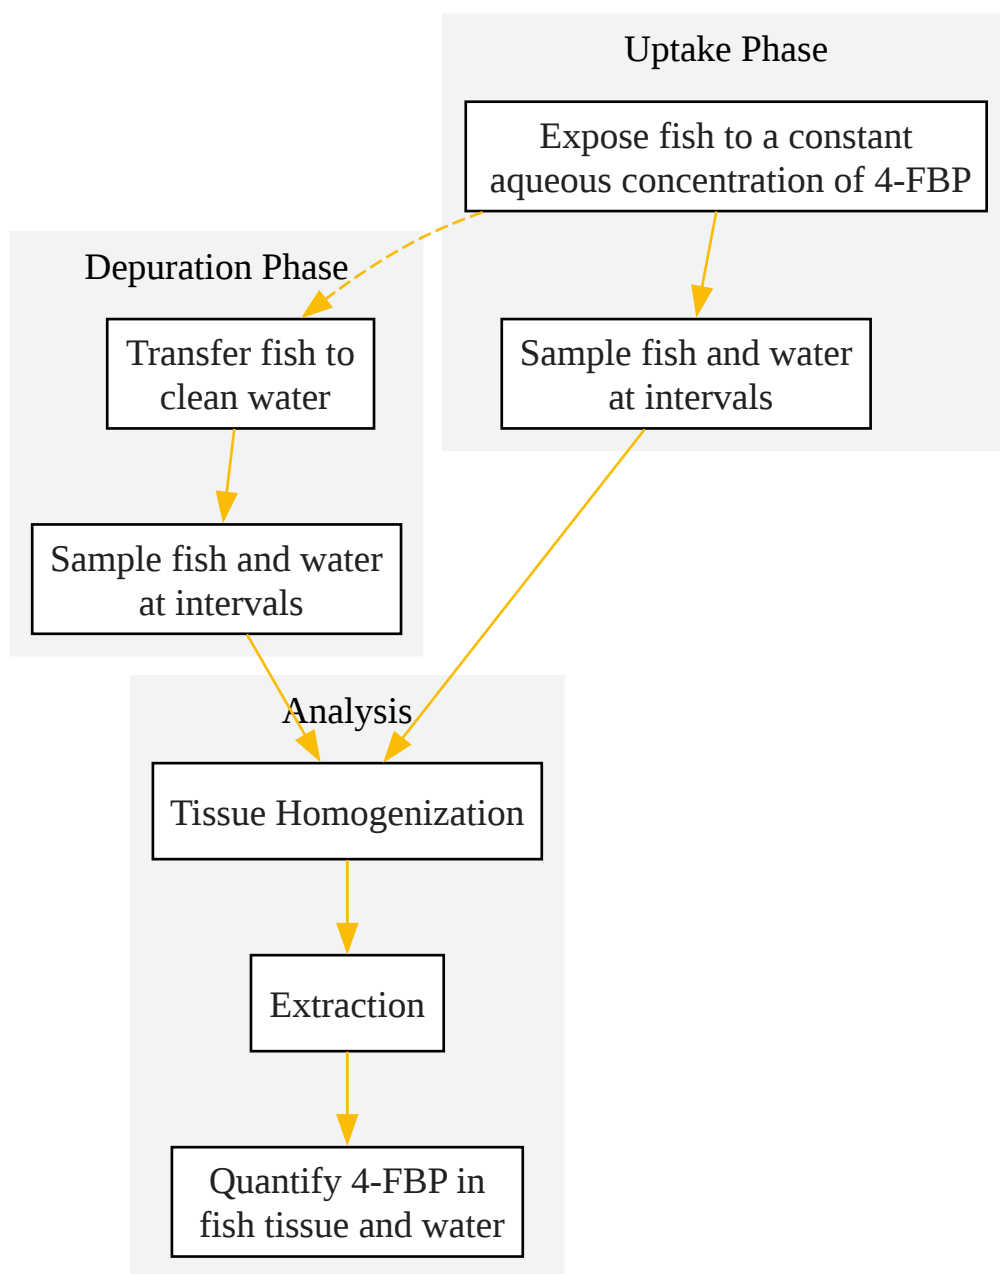 Uptake Phase
Expose fish to a constant
aqueous concentration of 4-FBP
Depuration Phase
Transfer fish to
clean water
Sample fish and water
at intervals
Sample fish and water
at intervals
Analysis
Tissue Homogenization
Extraction
Quantify 4-FBP in
fish tissue and water